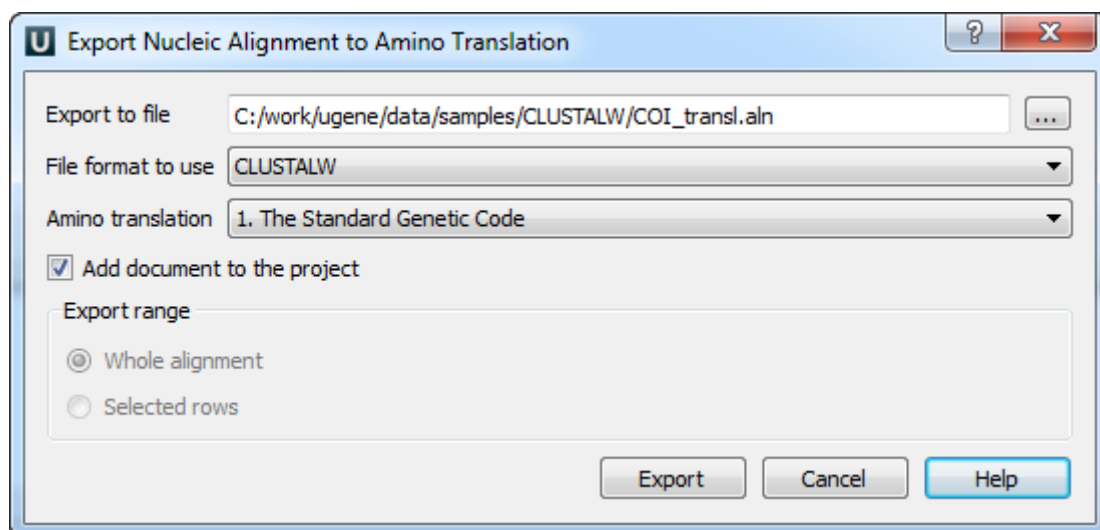 U Export Nucleic Alignment to Amino Translation ? X
Export to file C:/work/ugene/data/samples/CLUSTALW/COI_transl.aln ...
File format to use CLUSTALW
Amino translation 1. The Standard Genetic Code
Add document to the project
Export range
Whole alignment
Selected rows
Export Cancel Help